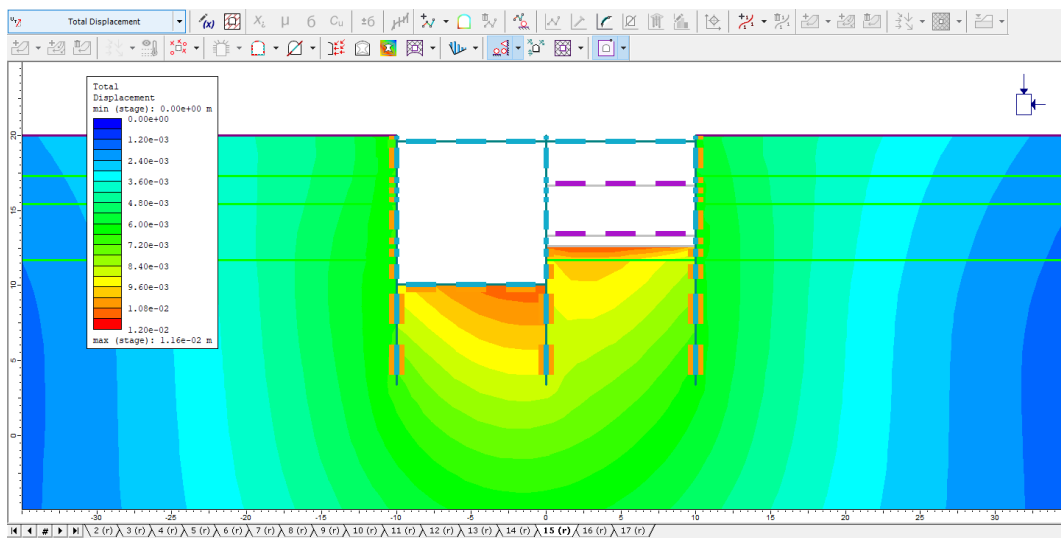 Total Displacement
(x) X_L μ б C_u ±б
Total
Displacement
min (stage): 0.00e+00 m
0.00e+00
1.20e-03
2.40e-03
3.60e-03
4.80e-03
6.00e-03
7.20e-03
8.40e-03
9.60e-03
1.08e-02
1.20e-02
max (stage): 1.16e-02 m
20
15
10
5
0
-30 -25 -20 -15 -10 -5 0 5 10 15 20 25 30
# 2 (r) 3 (r) 4 (r) 5 (r) 6 (r) 7 (r) 8 (r) 9 (r) 10 (r) 11 (r) 12 (r) 13 (r) 14 (r) 15 (r) 16 (r) 17 (r)